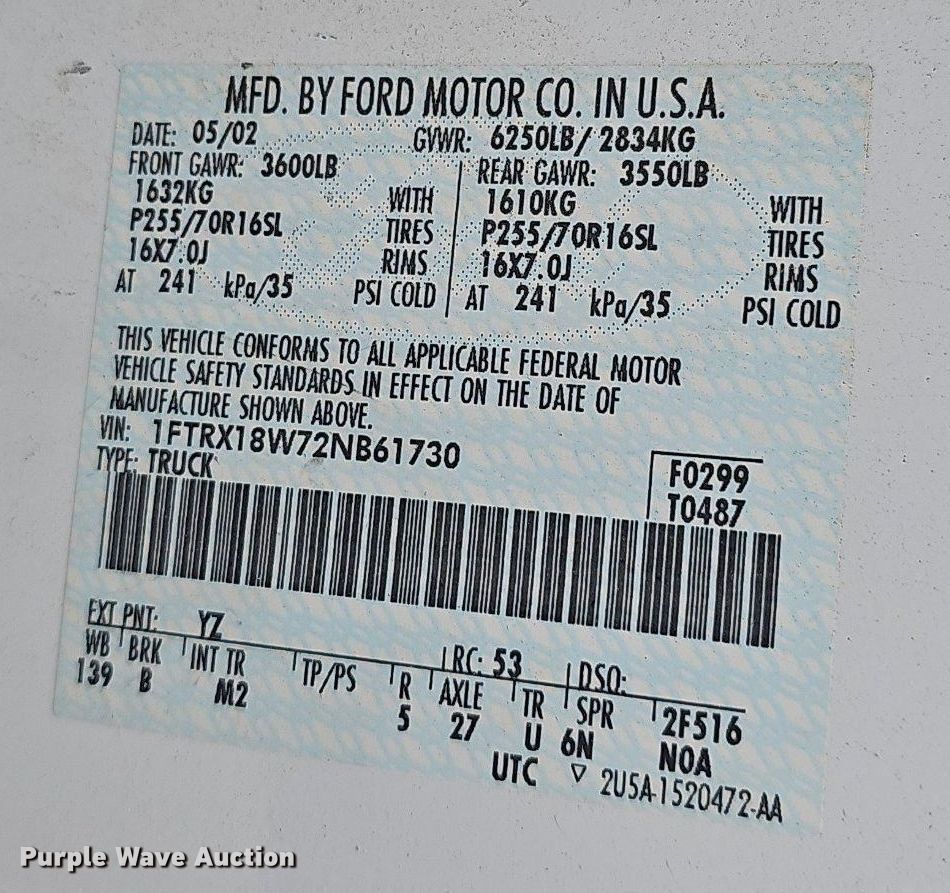 MFD. BY FORD MOTOR CO. IN U.S.A.
DATE: 05/02 GVWR: 6250LB/ 2834KG
FRONT GAWR: 3600LB REAR GAWR: 3550LB
1632KG WITH 1610KG WITH
P255/70R16SL TIRES P255/70R16SL TIRES
16X7.0J RIMS 16X7.0J RIMS
AT 241 kPa/35 PSI COLD AT 241 kPa/35 PSI COLD
THIS VEHICLE CONFORMS TO ALL APPLICABLE FEDERAL MOTOR
VEHICLE SAFETY STANDARDS IN EFFECT ON THE DATE OF
MANUFACTURE SHOWN ABOVE.
VIN: 1FTRX18W72NB61730
TYPE: TRUCK
F0299
T0487
EXT PNT: YZ RC: 53 DSO:
WB BRK INT TR TP/PS R AXLE TR SPR 2F516
139 B M2 5 27 U 6N NOA
UTC ▽ 2U5A-1520472-AA
Purple Wave Auction